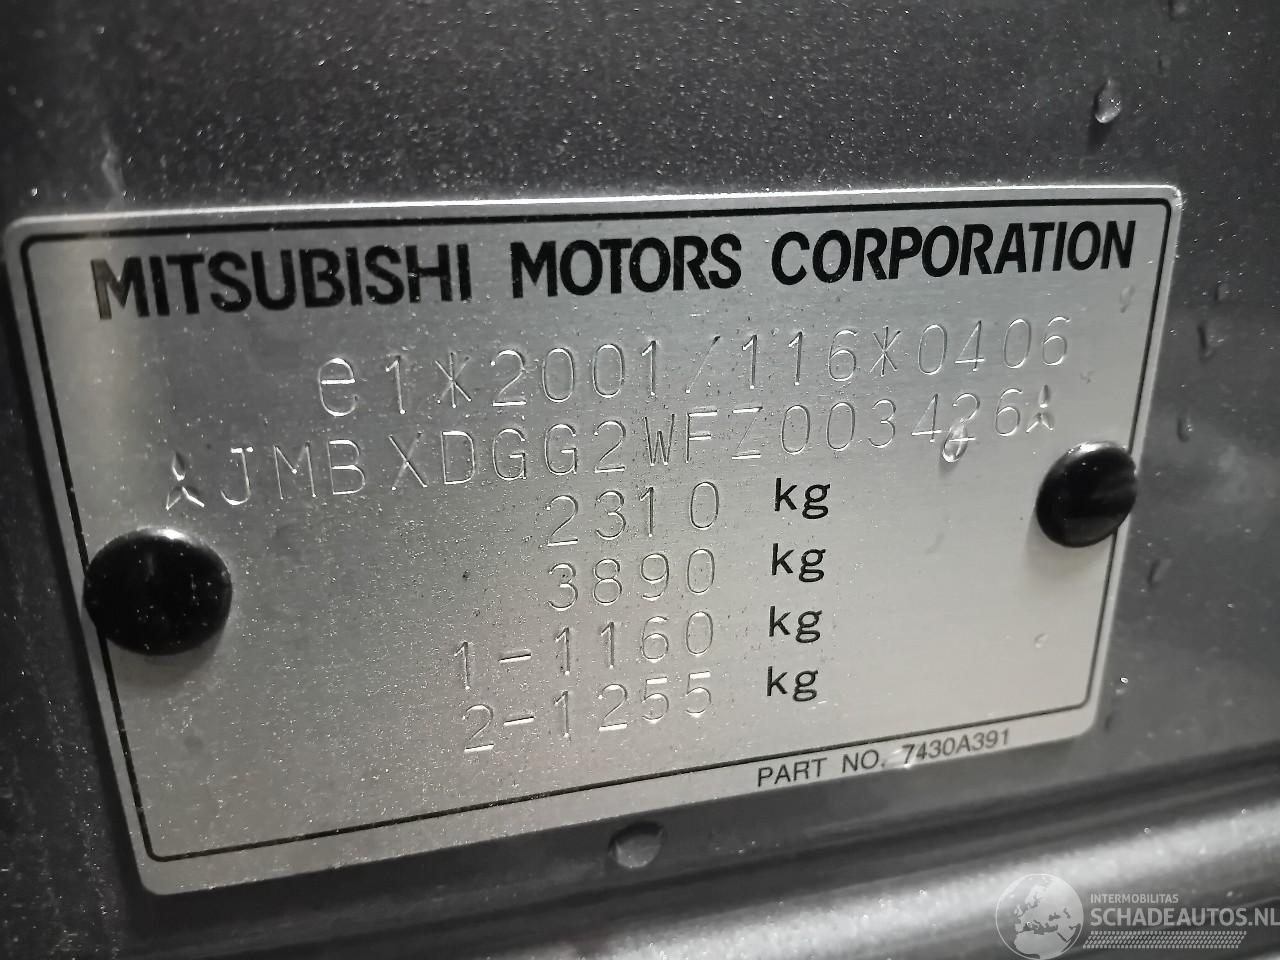 MITSUBISHI MOTORS CORPORATION
e1*2001/116*0406
JMBXDGG2WFZ003426
2310 kg
3890 kg
1-1160 kg
2-1255 kg
PART NO. 7430A391
INTERMOBILITAS
SCHADEAUTOS.NL